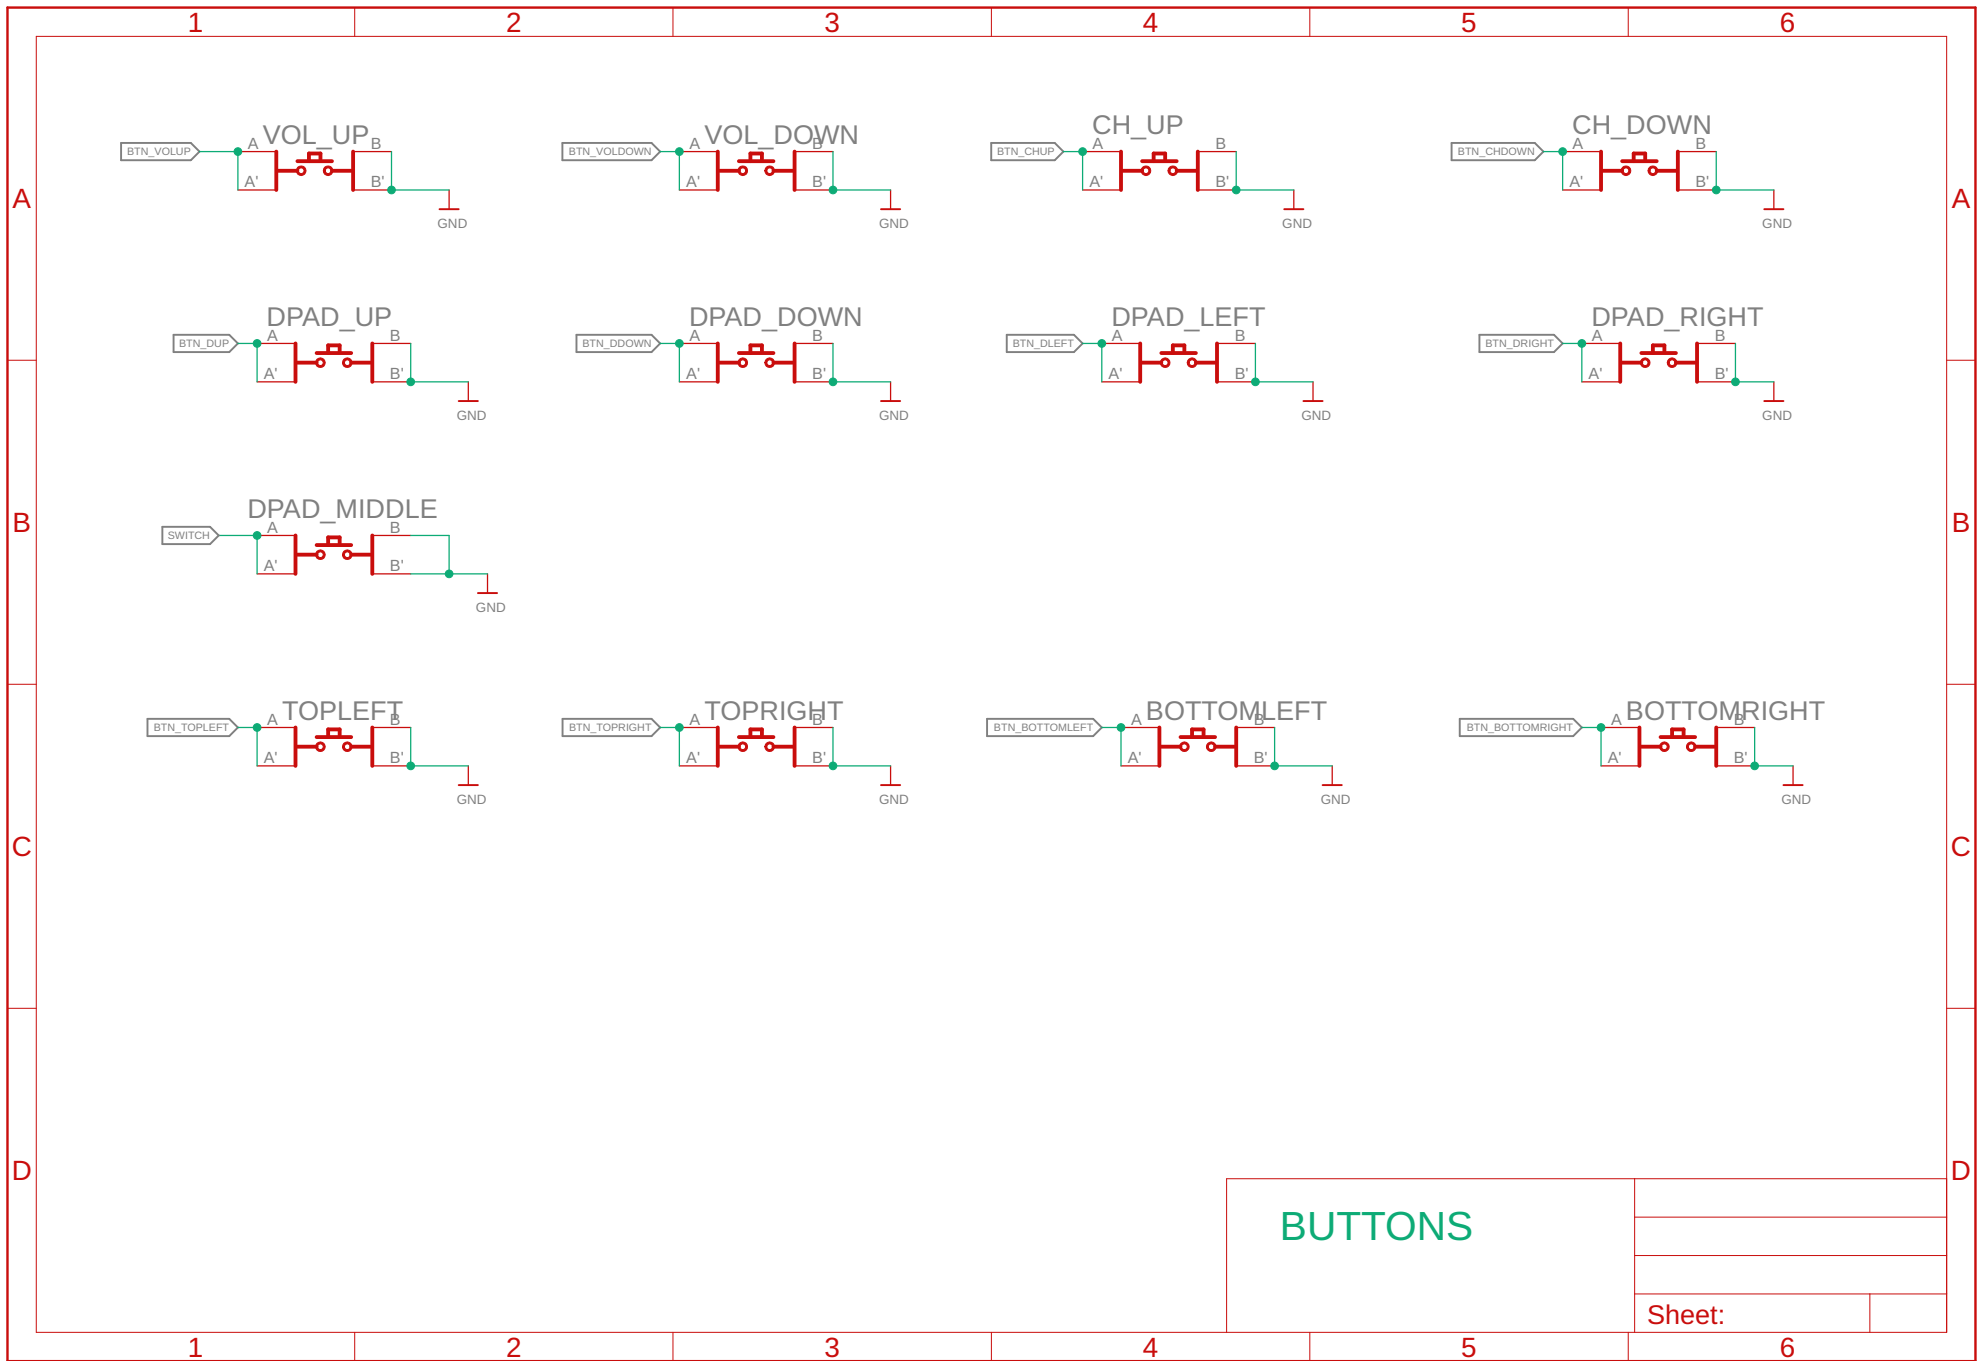 1 2 3 4 5 6
VOL_UP VOL_DOWN CH_UP CH_DOWN
BTN_VOLUP A B BTN_VOLDOWN A B BTN_CHUP A B BTN_CHDOWN A B
A' B' A' B' A' B' A' B'
A A
GND GND GND GND
DPAD_UP DPAD_DOWN DPAD_LEFT DPAD_RIGHT
BTN_DUP A B BTN_DDOWN A B BTN_DLEFT A B BTN_DRIGHT A B
A' B' A' B' A' B' A' B'
GND GND GND GND
DPAD_MIDDLE
B B
SWITCH A B
A' B'
GND
TOPLEFT TOPRIGHT BOTTOMLEFT BOTTOMRIGHT
BTN_TOPLEFT A B BTN_TOPRIGHT A B BTN_BOTTOMLEFT A B BTN_BOTTOMRIGHT A B
A' B' A' B' A' B' A' B'
GND GND GND GND
C C
D D
BUTTONS
Sheet:
1 2 3 4 5 6